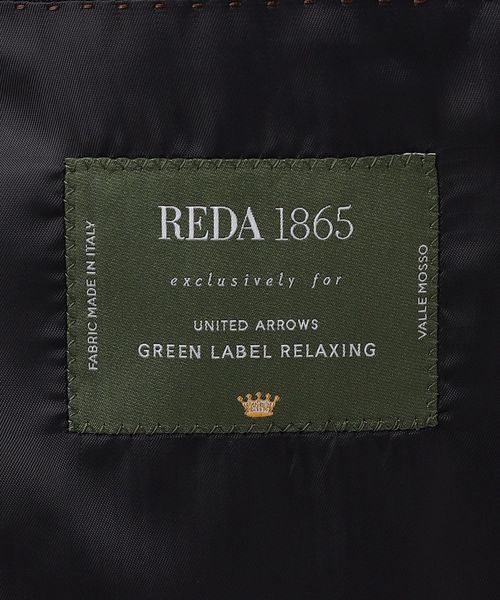 REDA 1865
exclusively for
UNITED ARROWS
GREEN LABEL RELAXING
FABRIC MADE IN ITALY
VALLE MOSSO